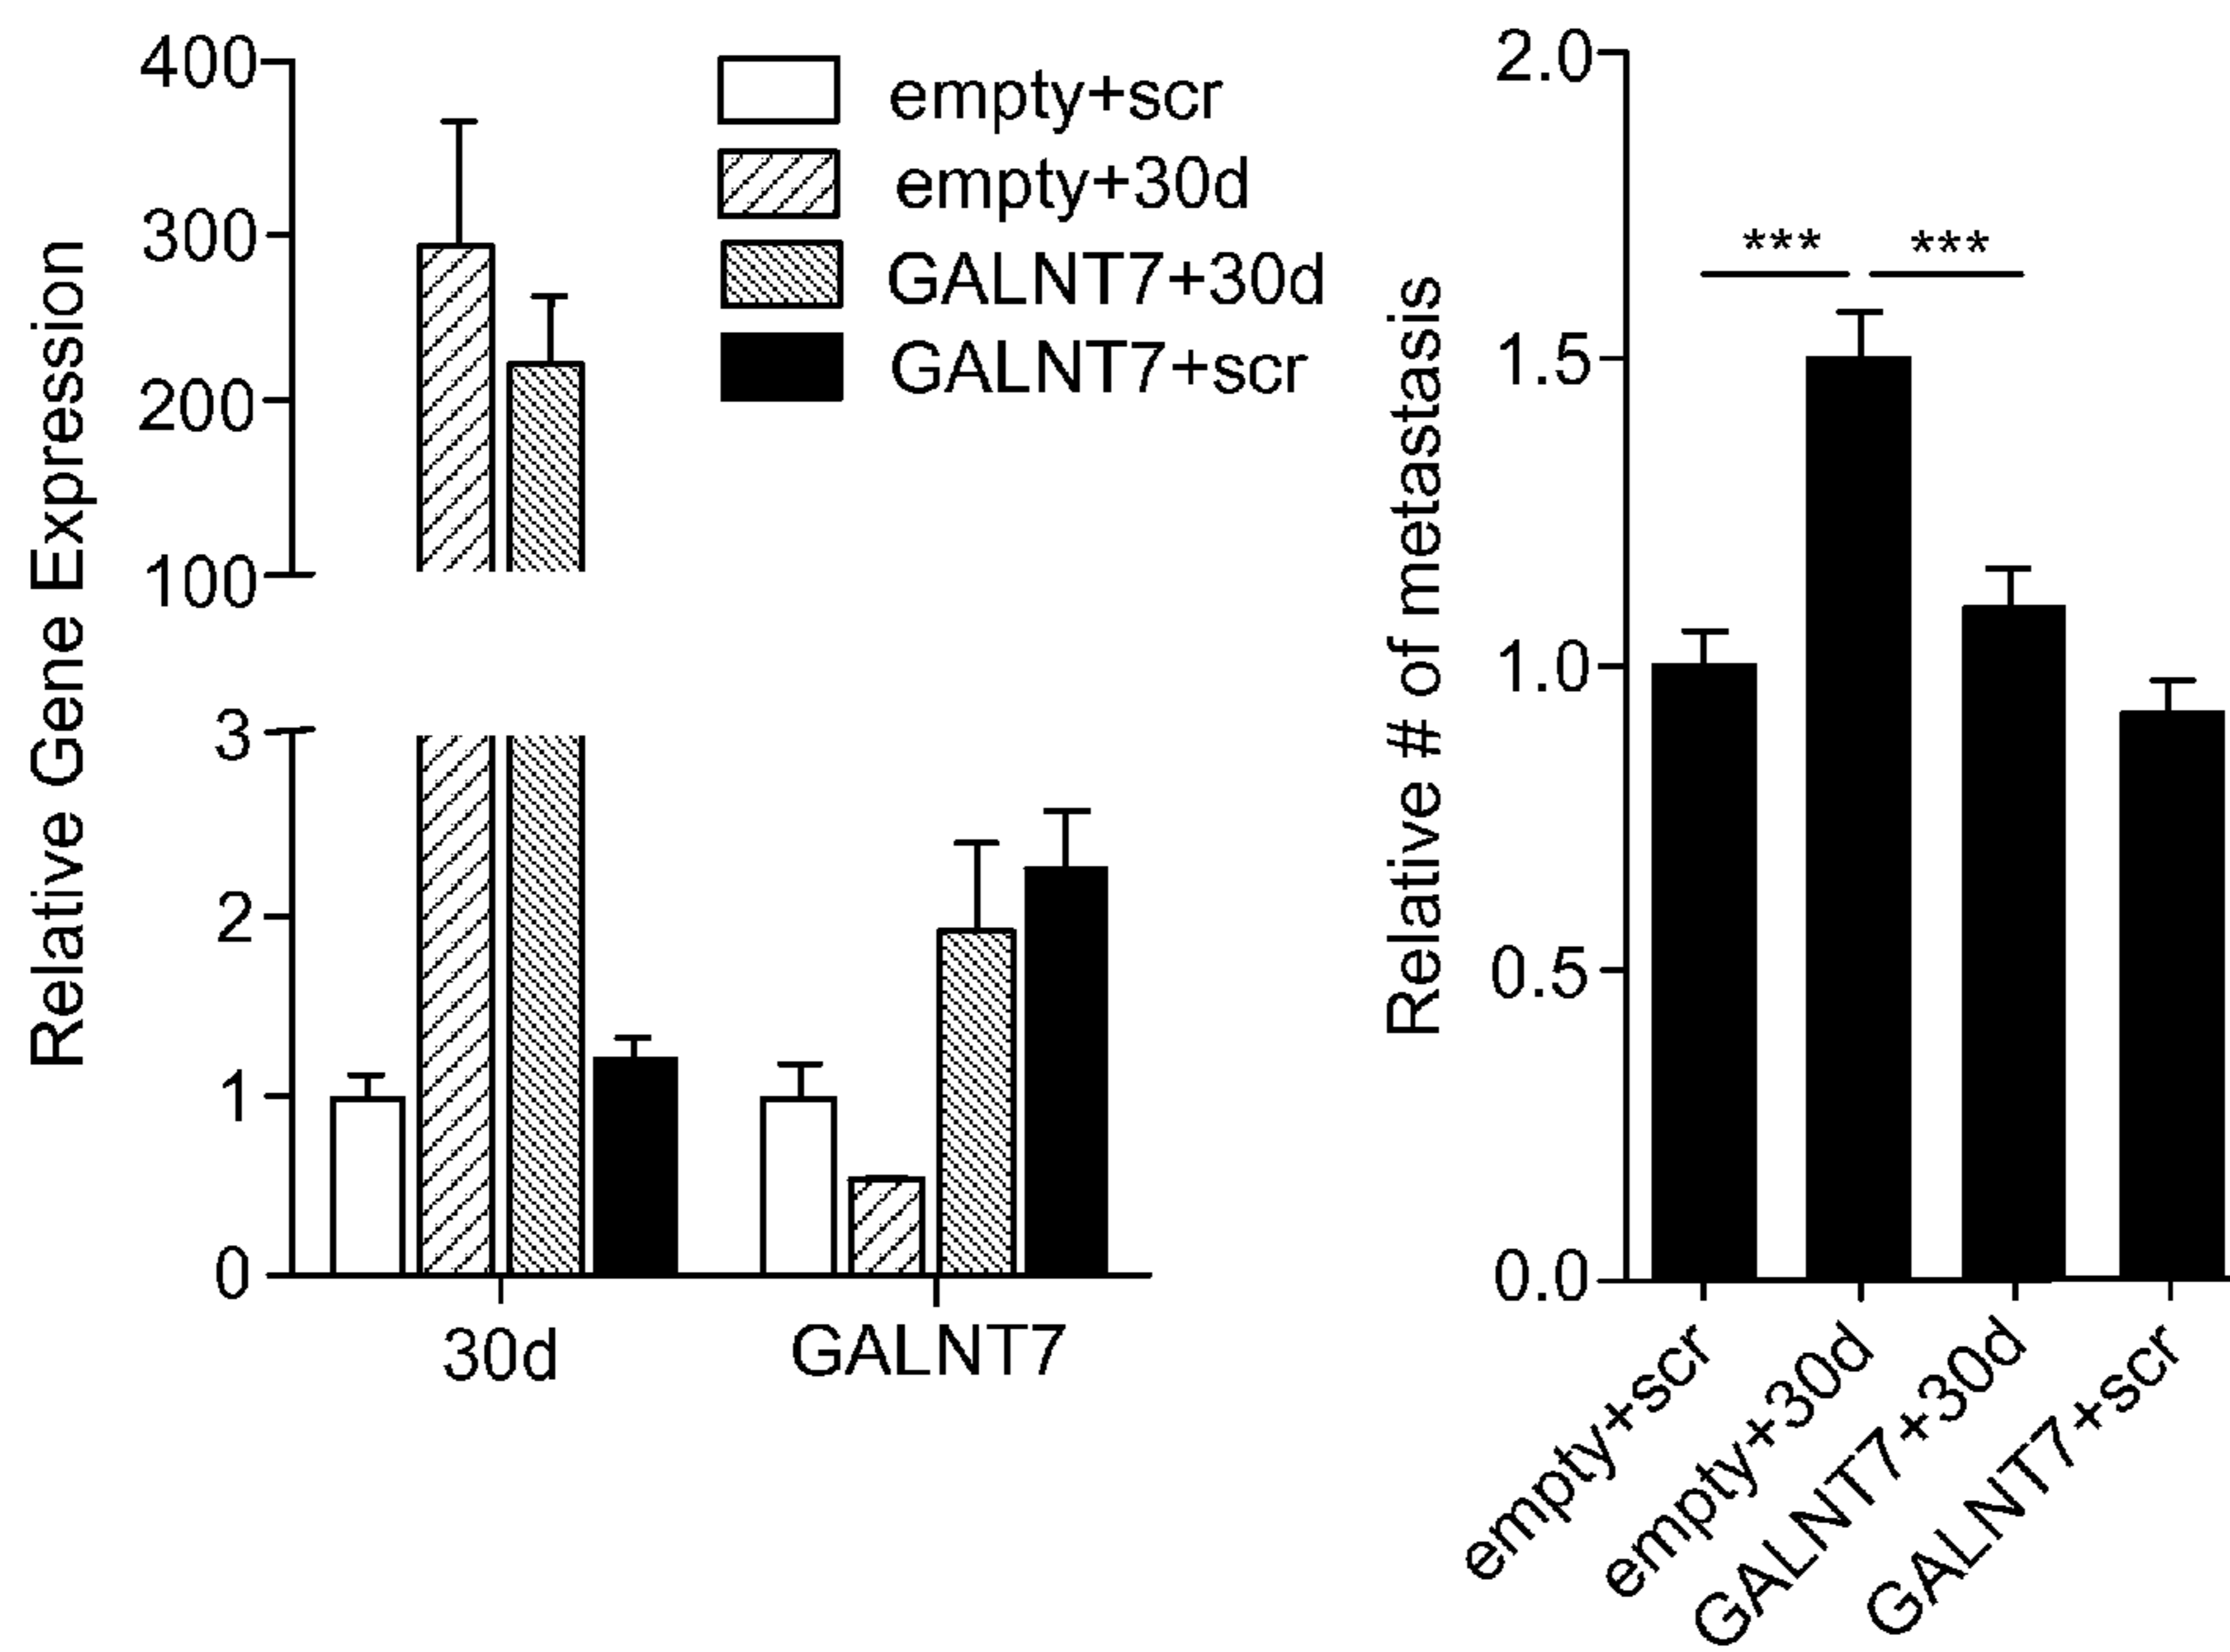 Relative Gene Expression
400
300
200
100
3
2
1
0
30d
GALNT7
empty+scr
empty+30d
GALNT7+30d
GALNT7+scr
Relative # of metastasis
2.0
1.5
1.0
0.5
0.0
***
***
empty+scr
empty+30d
GALNT7+30d
GALNT7+scr